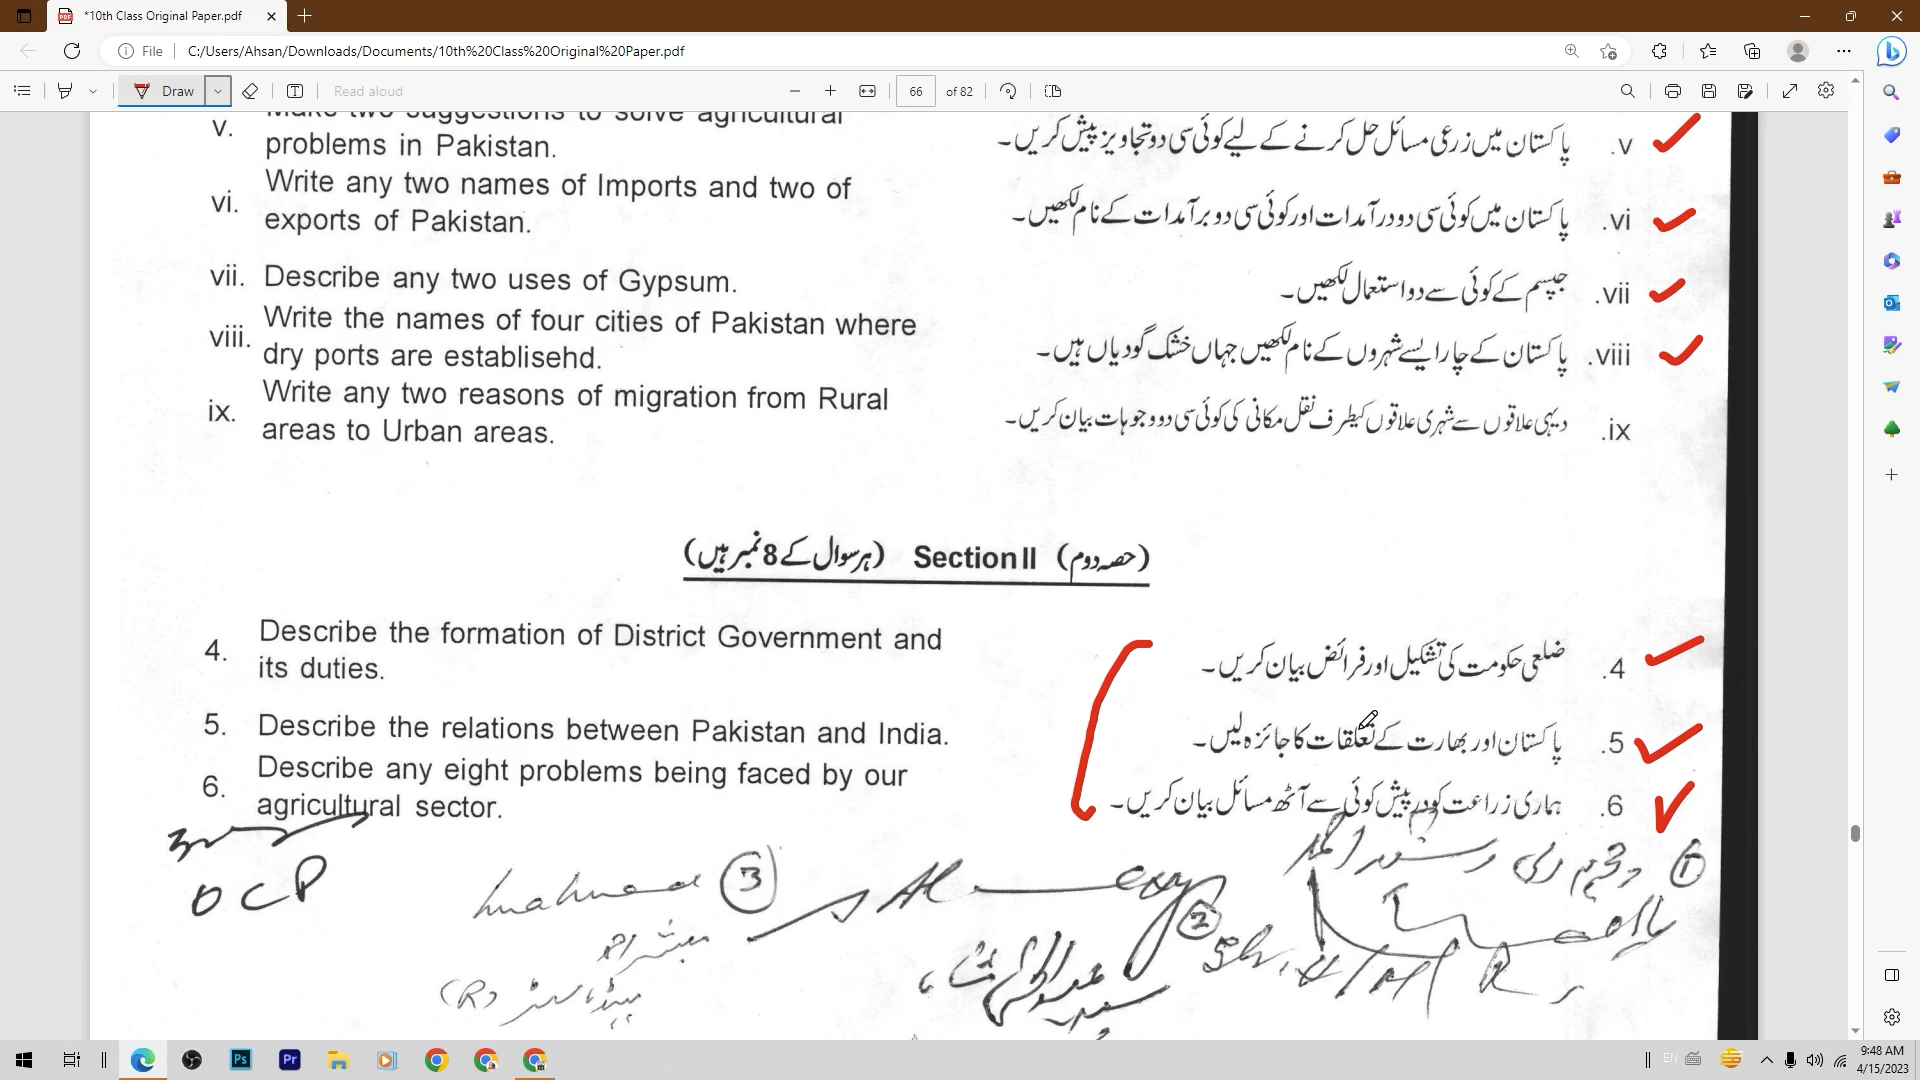 *10th Class Original Paper.pdf
File
C:/Users/Ahsan/Downloads/Documents/10th%20Class%20Original%20Paper.pdf
Draw
Read aloud
66 of 82
v. Make two suggestions to solve agricultural
problems in Pakistan.
.v پاکستان میں زرعی مسائل حل کرنے کے لیے کوئی سی دو تجاویز پیش کریں۔
vi. Write any two names of Imports and two of
exports of Pakistan.
.vi پاکستان میں کوئی سی دو درآمدات اور کوئی سی دو برآمدات کے نام لکھیں۔
vii. Describe any two uses of Gypsum.
.vii جپسم کے کوئی سے دو استعمال لکھیں۔
viii. Write the names of four cities of Pakistan where
dry ports are establisehd.
.viii پاکستان کے چار ایسے شہروں کے نام لکھیں جہاں خشک گودیاں ہیں۔
ix. Write any two reasons of migration from Rural
areas to Urban areas.
.ix دیہی علاقوں سے شہری علاقوں کیطرف نقل مکانی کی کوئی سی دو وجوہات بیان کریں۔
(حصہ دوم) Section II (ہر سوال کے 8 نمبر ہیں)
4. Describe the formation of District Government and
its duties.
.4 ضلعی حکومت کی تشکیل اور فرائض بیان کریں۔
5. Describe the relations between Pakistan and India.
.5 پاکستان اور بھارت کے تعلقات کا جائزہ لیں۔
6. Describe any eight problems being faced by our
agricultural sector.
.6 ہماری زراعت کو درپیش کوئی سے آٹھ مسائل بیان کریں۔
OCP
3
2
1
(R)
EN
9:48 AM
4/15/2023